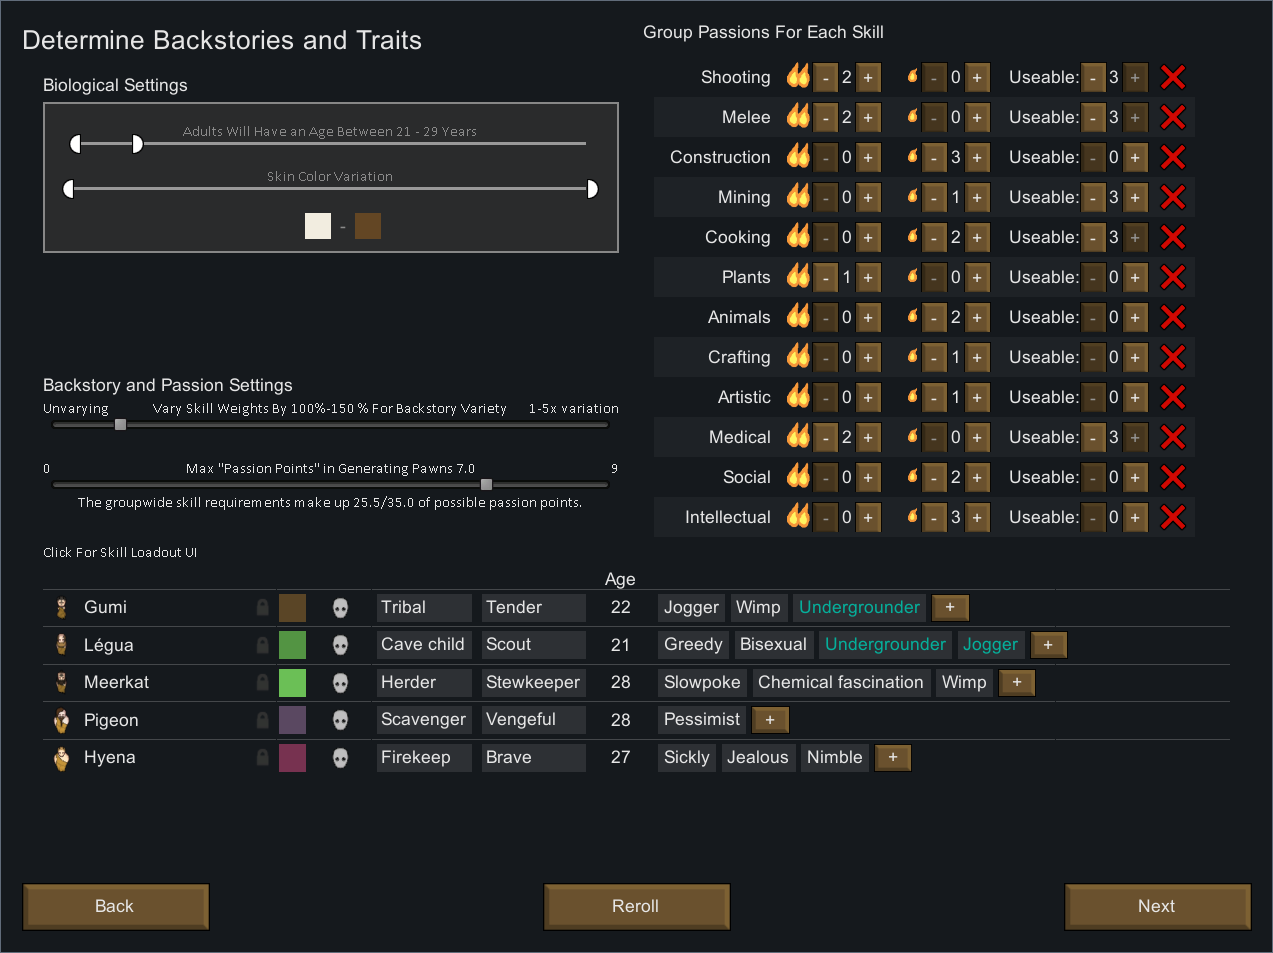 Determine Backstories and Traits
Biological Settings
Adults Will Have an Age Between 21 - 29 Years
Skin Color Variation
-
Backstory and Passion Settings
Unvarying Vary Skill Weights By 100%-150 % For Backstory Variety 1-5x variation
0 Max "Passion Points" in Generating Pawns 7.0 9
The groupwide skill requirements make up 25.5/35.0 of possible passion points.
Group Passions For Each Skill
Shooting - 2 + - 0 + Useable: - 3 +
Melee - 2 + - 0 + Useable: - 3 +
Construction - 0 + - 3 + Useable: - 0 +
Mining - 0 + - 1 + Useable: - 3 +
Cooking - 0 + - 2 + Useable: - 3 +
Plants - 1 + - 0 + Useable: - 0 +
Animals - 0 + - 2 + Useable: - 0 +
Crafting - 0 + - 1 + Useable: - 0 +
Artistic - 0 + - 1 + Useable: - 0 +
Medical - 2 + - 0 + Useable: - 3 +
Social - 0 + - 2 + Useable: - 0 +
Intellectual - 0 + - 3 + Useable: - 0 +
Click For Skill Loadout UI
Age
Gumi Tribal Tender 22 Jogger Wimp Undergrounder +
Légua Cave child Scout 21 Greedy Bisexual Undergrounder Jogger +
Meerkat Herder Stewkeeper 28 Slowpoke Chemical fascination Wimp +
Pigeon Scavenger Vengeful 28 Pessimist +
Hyena Firekeep Brave 27 Sickly Jealous Nimble +
Back Reroll Next